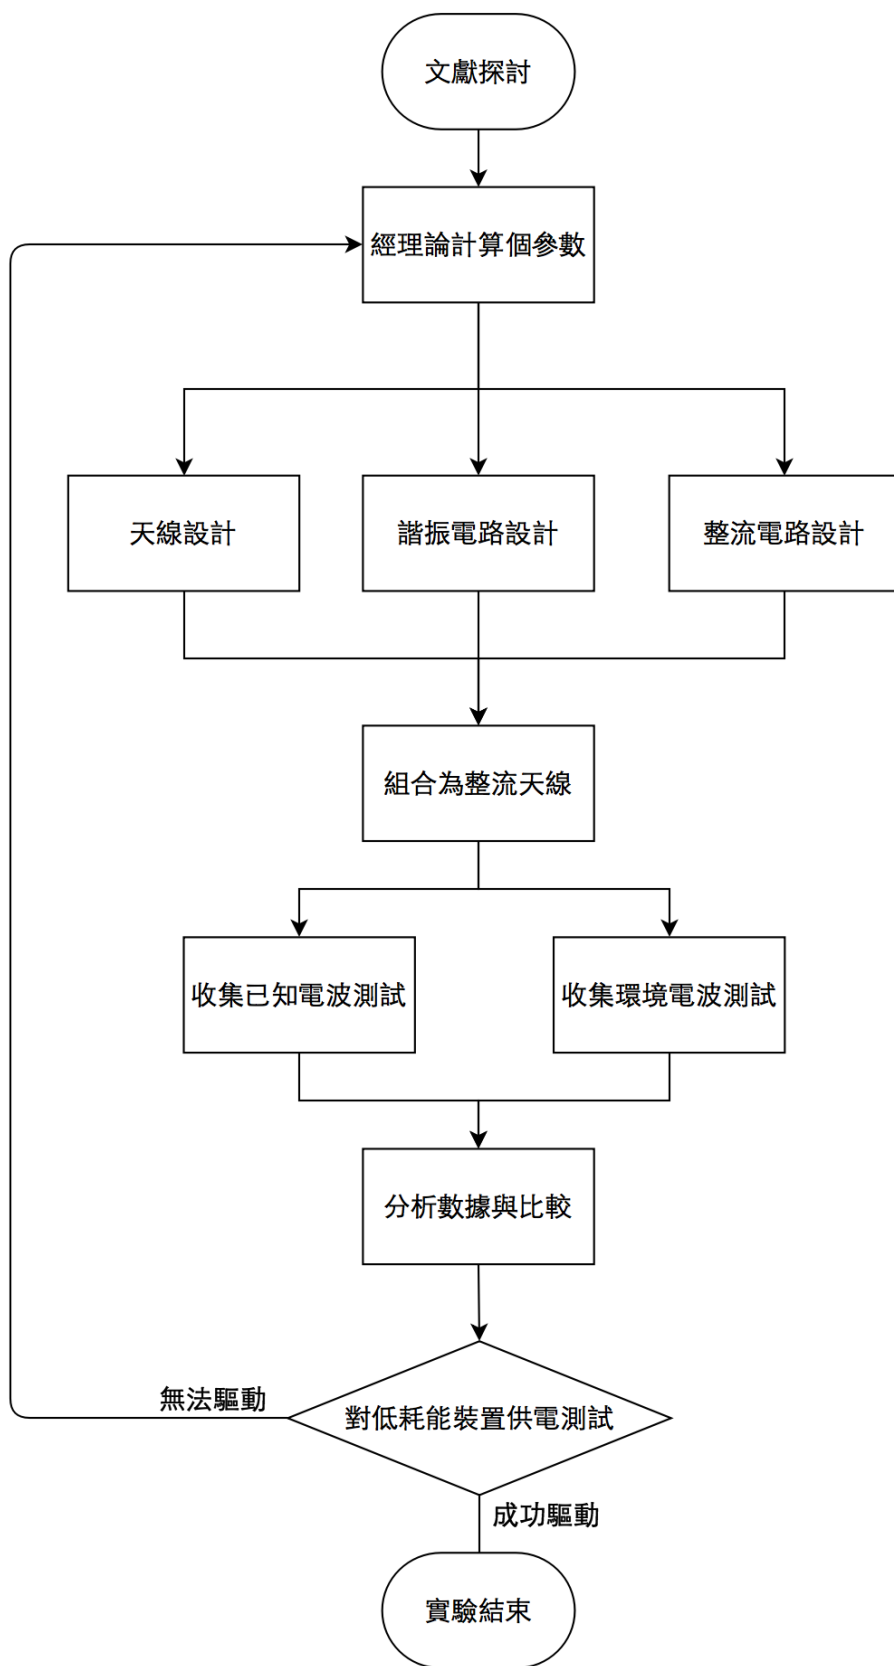 文獻探討
經理論計算個參數
天線設計
諧振電路設計
整流電路設計
組合為整流天線
收集已知電波測試
收集環境電波測試
分析數據與比較
無法驅動
對低耗能裝置供電測試
成功驅動
實驗結束